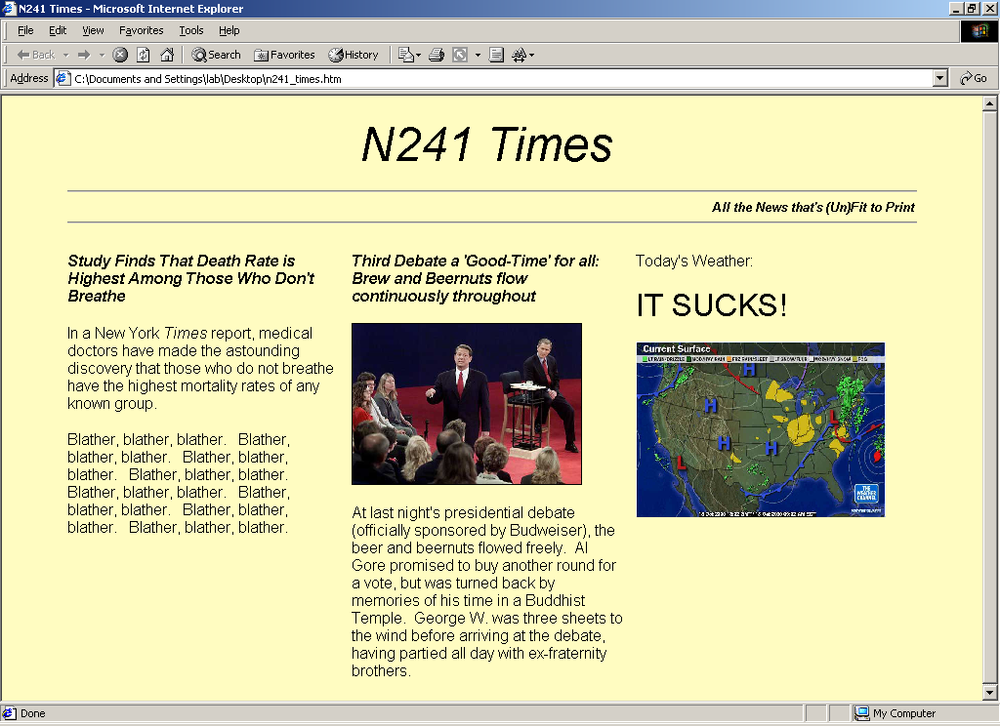 N241 Times - Microsoft Internet Explorer
File Edit View Favorites Tools Help
Back Search Favorites History
Address C:\Documents and Settings\lab\Desktop\n241_times.htm Go
N241 Times
All the News that's (Un)Fit to Print
Study Finds That Death Rate is
Highest Among Those Who Don't
Breathe
In a New York Times report, medical
doctors have made the astounding
discovery that those who do not breathe
have the highest mortality rates of any
known group.
Blather, blather, blather. Blather,
blather, blather. Blather, blather,
blather. Blather, blather, blather.
Blather, blather, blather. Blather,
blather, blather. Blather, blather,
blather. Blather, blather, blather.
Third Debate a 'Good-Time' for all:
Brew and Beernuts flow
continuously throughout
At last night's presidential debate
(officially sponsored by Budweiser), the
beer and beernuts flowed freely. Al
Gore promised to buy another round for
a vote, but was turned back by
memories of his time in a Buddhist
Temple. George W. was three sheets to
the wind before arriving at the debate,
having partied all day with ex-fraternity
brothers.
Today's Weather:
IT SUCKS!
Current Surface
H
H
H
H
L
L
L
THE WEATHER CHANNEL
Done My Computer